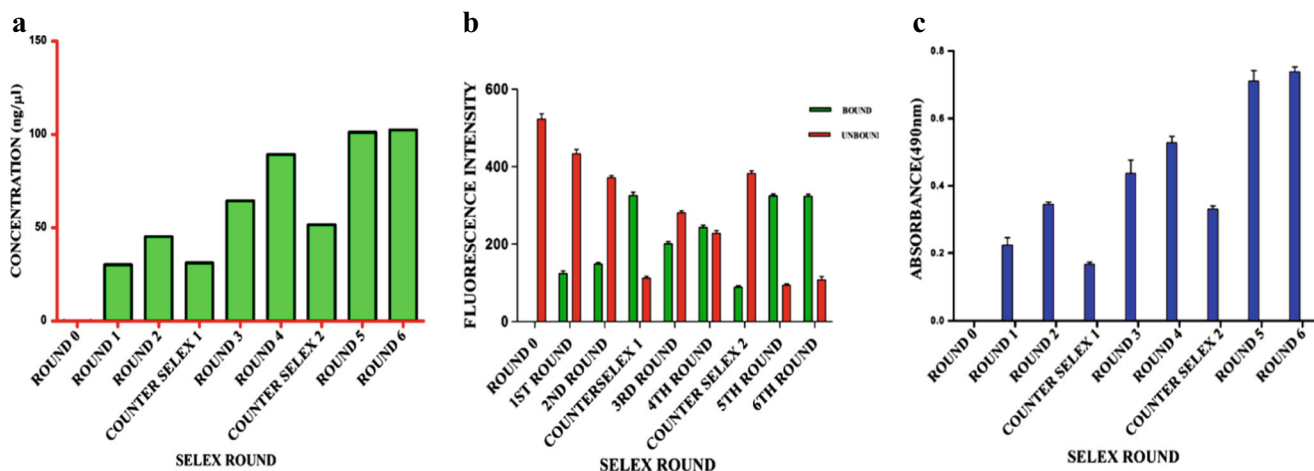 a
150
100
50
0
CONCENTRATION (ng/µl)
ROUND 0
ROUND 1
ROUND 2
COUNTER SELEX 1
ROUND 3
ROUND 4
COUNTER SELEX 2
ROUND 5
ROUND 6
SELEX ROUND
b
600
400
200
0
FLUORESCENCE INTENSITY
BOUND
UNBOUN
ROUND 0
1ST ROUND
2ND ROUND
COUNTERSELEX 1
3RD ROUND
4TH ROUND
COUNTER SELEX 2
5TH ROUND
6TH ROUND
SELEX ROUND
c
0.8
0.6
0.4
0.2
0.0
ABSORBANCE(490nm)
ROUND 0
ROUND 1
ROUND 2
COUNTER SELEX 1
ROUND 3
ROUND 4
COUNTER SELEX 2
ROUND 5
ROUND 6
SELEX ROUND